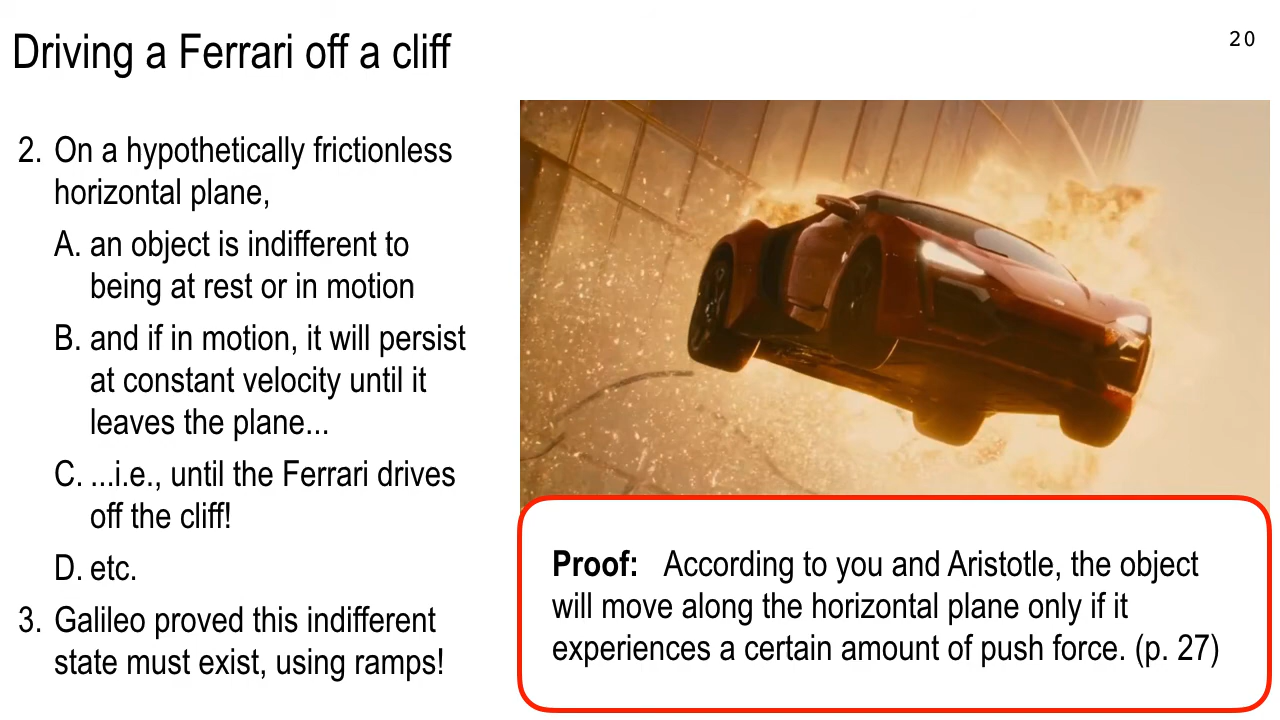 Driving a Ferrari off a cliff
20
2. On a hypothetically frictionless
horizontal plane,
A. an object is indifferent to
being at rest or in motion
B. and if in motion, it will persist
at constant velocity until it
leaves the plane...
C. ...i.e., until the Ferrari drives
off the cliff!
D. etc.
3. Galileo proved this indifferent
state must exist, using ramps!
Proof: According to you and Aristotle, the object
will move along the horizontal plane only if it
experiences a certain amount of push force. (p. 27)